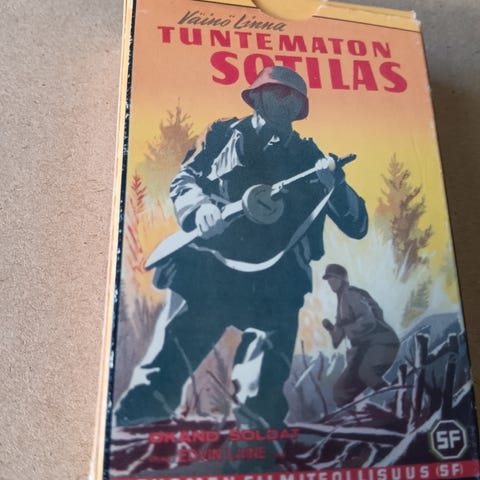 Väinö Linna
TUNTEMATON
SOTILAS
OKÄND SOLDAT
EDVIN LAINE
SF
SUOMEN FILMITEOLLISUUS (SF)